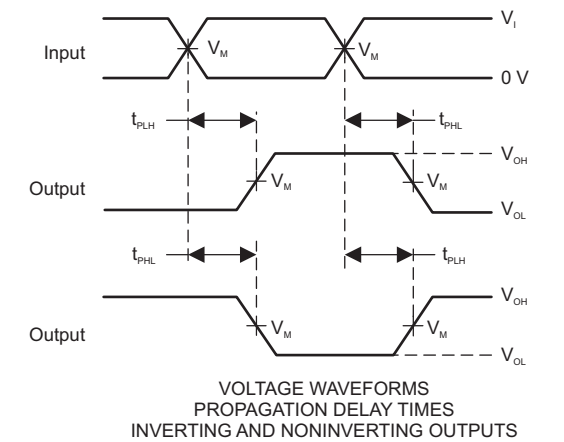 V_I
Input V_M V_M
0 V
t_PLH t_PHL
V_OH
Output V_M V_M
V_OL
t_PHL t_PLH
V_OH
Output V_M V_M
V_OL
VOLTAGE WAVEFORMS
PROPAGATION DELAY TIMES
INVERTING AND NONINVERTING OUTPUTS